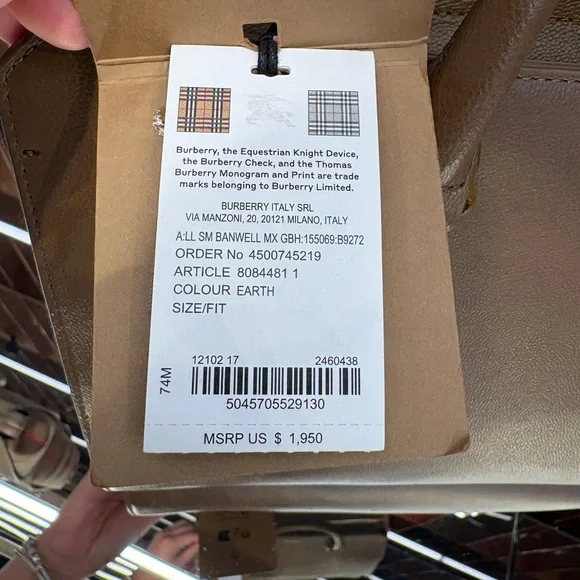 Burberry, the Equestrian Knight Device,
the Burberry Check, and the Thomas
Burberry Monogram and Print are trade
marks belonging to Burberry Limited.
BURBERRY ITALY SRL
VIA MANZONI, 20, 20121 MILANO, ITALY
A:LL SM BANWELL MX GBH:155069:B9272
ORDER No 4500745219
ARTICLE 8084481 1
COLOUR EARTH
SIZE/FIT
74M
12102 17 2460438
5045705529130
MSRP US $ 1,950